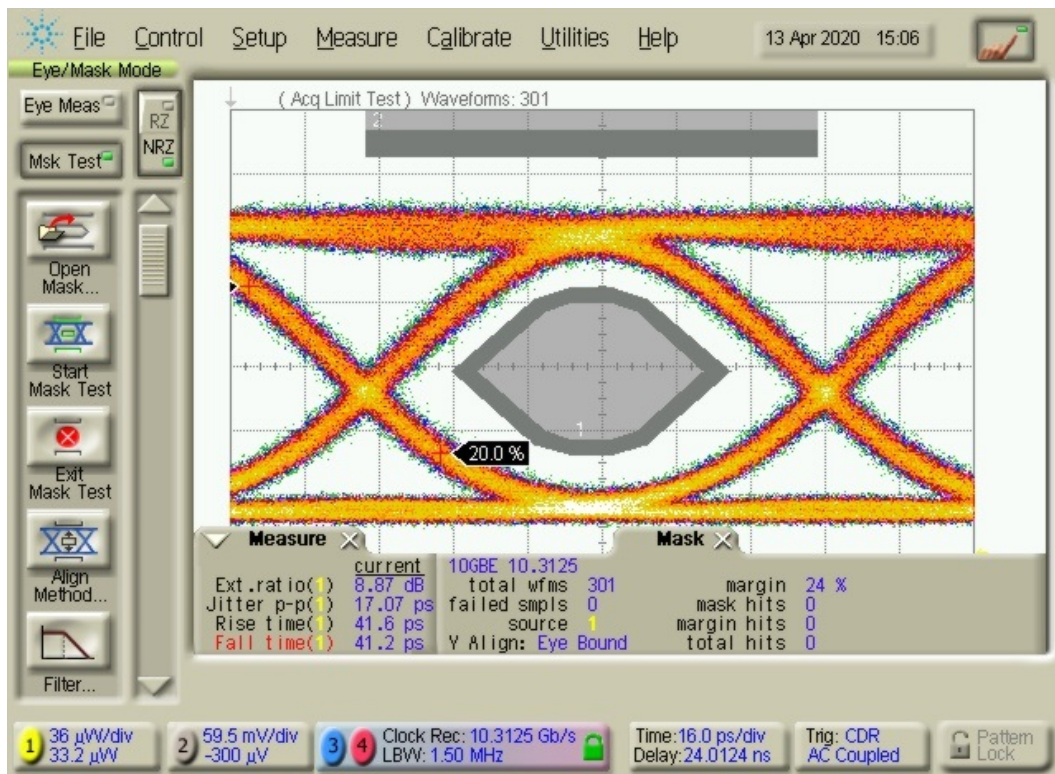 File Control Setup Measure Calibrate Utilities Help 13 Apr 2020 15:06
Eye/Mask Mode
Eye Meas
RZ
NRZ
Msk Test
Open
Mask...
Start
Mask Test
Exit
Mask Test
Align
Method...
Filter...
( Acq Limit Test ) Waveforms: 301
2
1
20.0 %
Measure
current
Ext.ratio(1) 8.87 dB
Jitter p-p(1) 17.07 ps
Rise time(1) 41.6 ps
Fall time(1) 41.2 ps
Mask
10GBE 10.3125
total wfms 301 margin 24 %
failed smpls 0 mask hits 0
source 1 margin hits 0
Y Align: Eye Bound total hits 0
1 36 µW/div
33.2 µW
2 59.5 mV/div
-300 µV
3 4 Clock Rec: 10.3125 Gb/s
LBW: 1.50 MHz
Time:16.0 ps/div
Delay:24.0124 ns
Trig: CDR
AC Coupled
Pattern
Lock